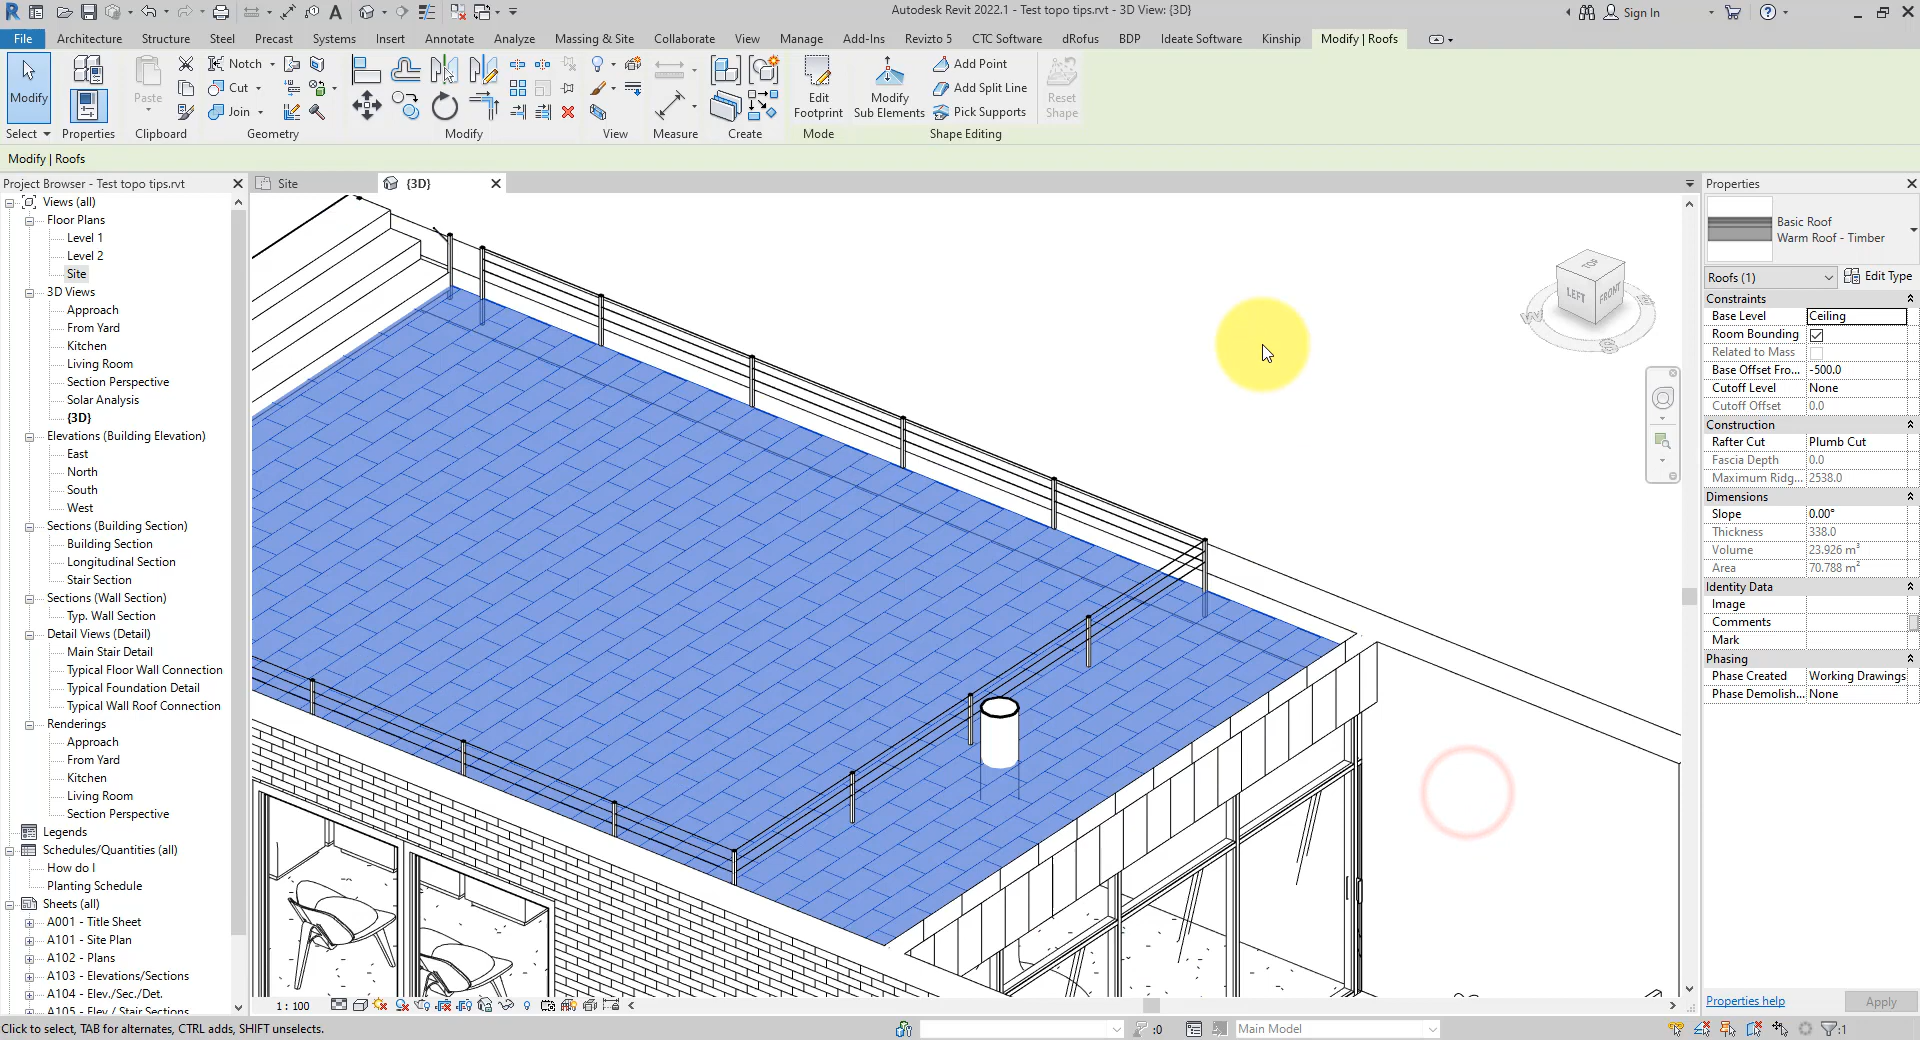 Autodesk Revit 2022.1 - Test topo tips.rvt - 3D View: {3D}
Sign In
File Architecture Structure Steel Precast Systems Insert Annotate Analyze Massing & Site Collaborate View Manage Add-Ins Revizto 5 CTC Software dRofus BDP Ideate Software Kinship Modify | Roofs
Modify
Paste
Notch
Cut
Join
Edit Footprint
Modify Sub Elements
Add Point
Add Split Line
Pick Supports
Reset Shape
Select Properties Clipboard Geometry Modify View Measure Create Mode Shape Editing
Modify | Roofs
Project Browser - Test topo tips.rvt
Site
{3D}
Properties
Views (all)
Floor Plans
Level 1
Level 2
Site
3D Views
Approach
From Yard
Kitchen
Living Room
Section Perspective
Solar Analysis
{3D}
Elevations (Building Elevation)
East
North
South
West
Sections (Building Section)
Building Section
Longitudinal Section
Stair Section
Sections (Wall Section)
Typ. Wall Section
Detail Views (Detail)
Main Stair Detail
Typical Floor Wall Connection
Typical Foundation Detail
Typical Wall Roof Connection
Renderings
Approach
From Yard
Kitchen
Living Room
Section Perspective
Legends
Schedules/Quantities (all)
How do I
Planting Schedule
Sheets (all)
A001 - Title Sheet
A101 - Site Plan
A102 - Plans
A103 - Elevations/Sections
A104 - Elev./Sec./Det.
A105 - Elev./ Stair Sections
TOP
LEFT
FRONT
W
S
Basic Roof
Warm Roof - Timber
Roofs (1)
Edit Type
Constraints
Base Level Ceiling
Room Bounding
Related to Mass
Base Offset Fro... -500.0
Cutoff Level None
Cutoff Offset 0.0
Construction
Rafter Cut Plumb Cut
Fascia Depth 0.0
Maximum Ridg... 2538.0
Dimensions
Slope 0.00°
Thickness 338.0
Volume 23.926 m³
Area 70.788 m²
Identity Data
Image
Comments
Mark
Phasing
Phase Created Working Drawings
Phase Demolish... None
Properties help
Apply
1 : 100
Click to select, TAB for alternates, CTRL adds, SHIFT unselects.
:0
Main Model
:1